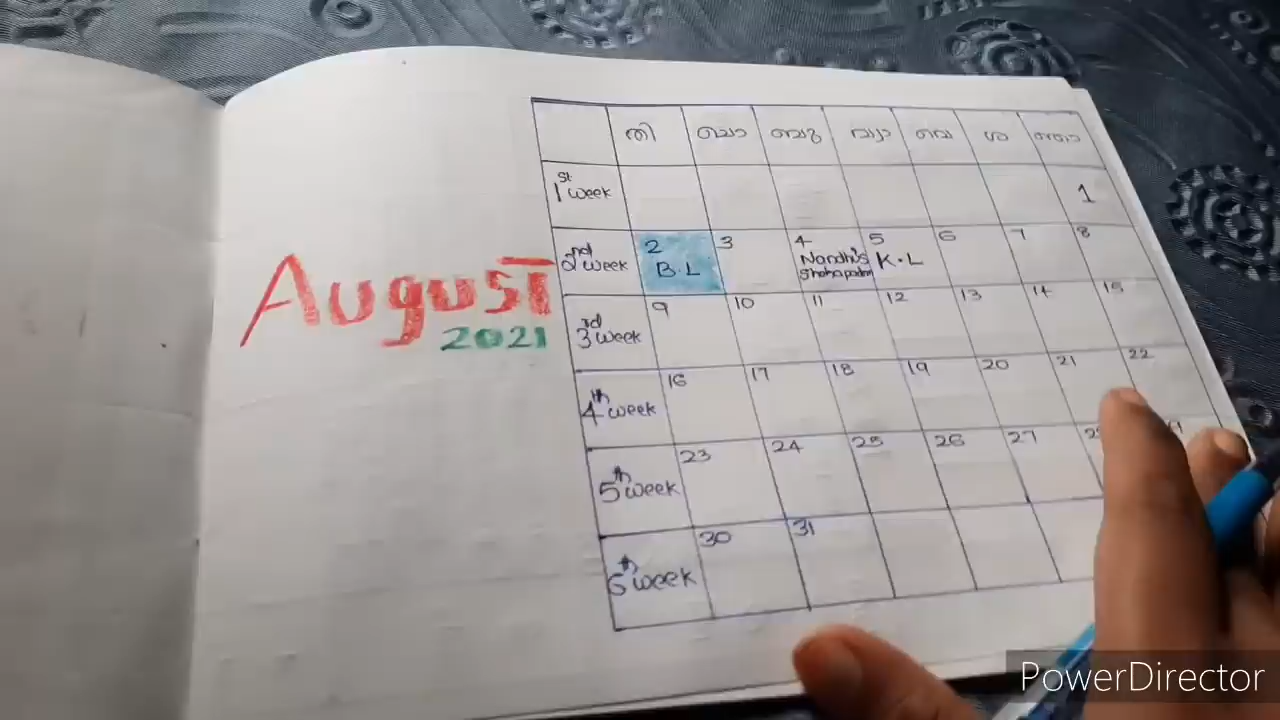 തി ചൊ ബു വ്യാ വെ ശ ഞാ
1st week 1
2nd week 2 3 4 5 6 7 8
B.L Nandhi's K.L
3rd week 9 10 11 12 13 14 15
4th week 16 17 18 19 20 21 22
5th week 23 24 25 26 27
6th week 30 31
August
2021
PowerDirector